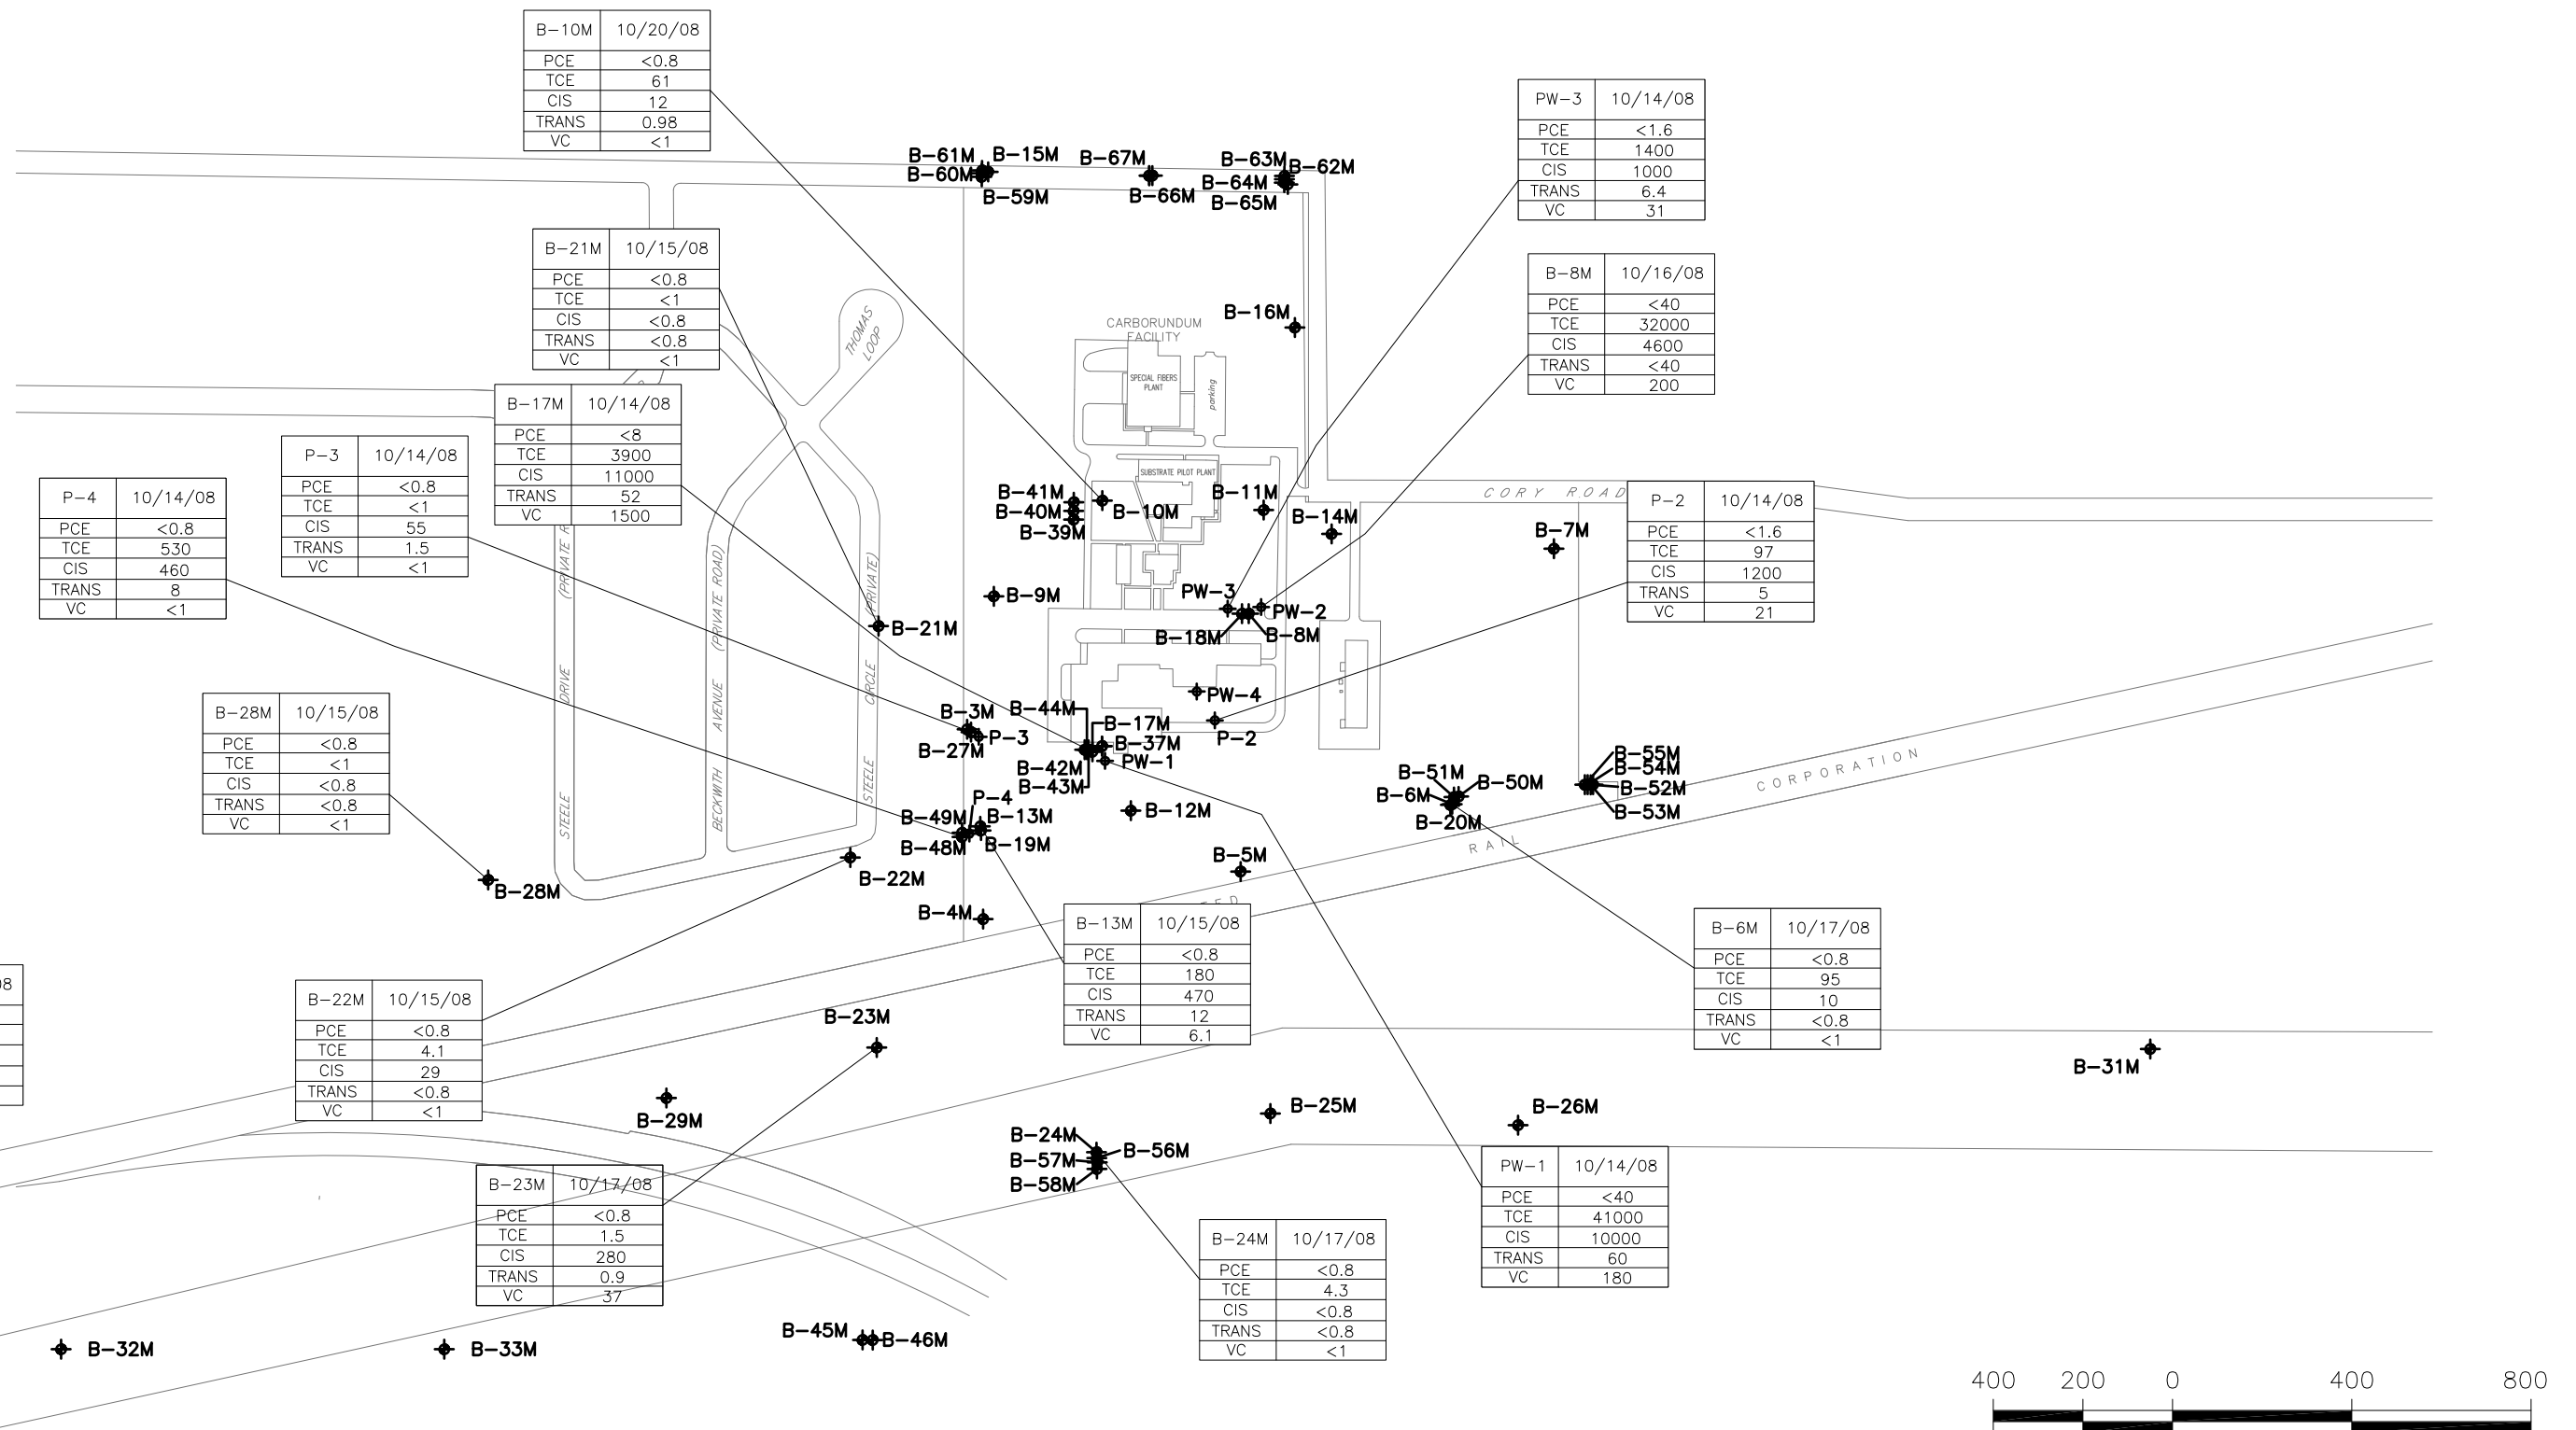 B-10M 10/20/08
PCE <0.8
TCE 61
CIS 12
TRANS 0.98
VC <1
PW-3 10/14/08
PCE <1.6
TCE 1400
CIS 1000
TRANS 6.4
VC 31
B-61M
B-15M
B-67M
B-63M
B-62M
B-60M
B-64M
B-59M
B-66M
B-65M
B-21M 10/15/08
PCE <0.8
TCE <1
CIS <0.8
TRANS <0.8
VC <1
B-8M 10/16/08
PCE <40
TCE 32000
CIS 4600
TRANS <40
VC 200
THOMAS
LOOP
B-16M
CARBORUNDUM
FACILITY
SPECIAL FIBERS
PLANT
parking
B-17M 10/14/08
PCE <8
TCE 3900
CIS 11000
TRANS 52
VC 1500
P-3 10/14/08
PCE <0.8
TCE <1
CIS 55
TRANS 1.5
VC <1
P-4 10/14/08
PCE <0.8
TCE 530
CIS 460
TRANS 8
VC <1
SUBSTRATE PILOT PLANT
B-41M
B-40M
B-39M
B-10M
B-11M
B-14M
CORY ROAD
B-7M
P-2 10/14/08
PCE <1.6
TCE 97
CIS 1200
TRANS 5
VC 21
STEELE DRIVE (PRIVATE R
BECKWITH AVENUE (PRIVATE ROAD)
STEELE CIRCLE (PRIVATE)
B-9M
B-21M
PW-3
PW-2
B-18M
B-8M
PW-4
P-2
B-28M 10/15/08
PCE <0.8
TCE <1
CIS <0.8
TRANS <0.8
VC <1
B-3M
B-44M
B-17M
B-27M
P-3
B-37M
B-42M
PW-1
B-43M
B-51M
B-50M
B-6M
B-20M
B-55M
B-54M
B-52M
B-53M
CORPORATION
RAIL
P-4
B-49M
B-13M
B-48M
B-19M
B-12M
B-5M
B-22M
B-28M
B-4M
B-13M 10/15/08
PCE <0.8
TCE 180
CIS 470
TRANS 12
VC 6.1
B-6M 10/17/08
PCE <0.8
TCE 95
CIS 10
TRANS <0.8
VC <1
B-22M 10/15/08
PCE <0.8
TCE 4.1
CIS 29
TRANS <0.8
VC <1
B-23M
B-29M
B-25M
B-26M
B-31M
B-24M
B-56M
B-57M
B-58M
B-23M 10/17/08
PCE <0.8
TCE 1.5
CIS 280
TRANS 0.9
VC 37
PW-1 10/14/08
PCE <40
TCE 41000
CIS 10000
TRANS 60
VC 180
B-24M 10/17/08
PCE <0.8
TCE 4.3
CIS <0.8
TRANS <0.8
VC <1
B-32M
B-33M
B-45M
B-46M
400 200 0 400 800